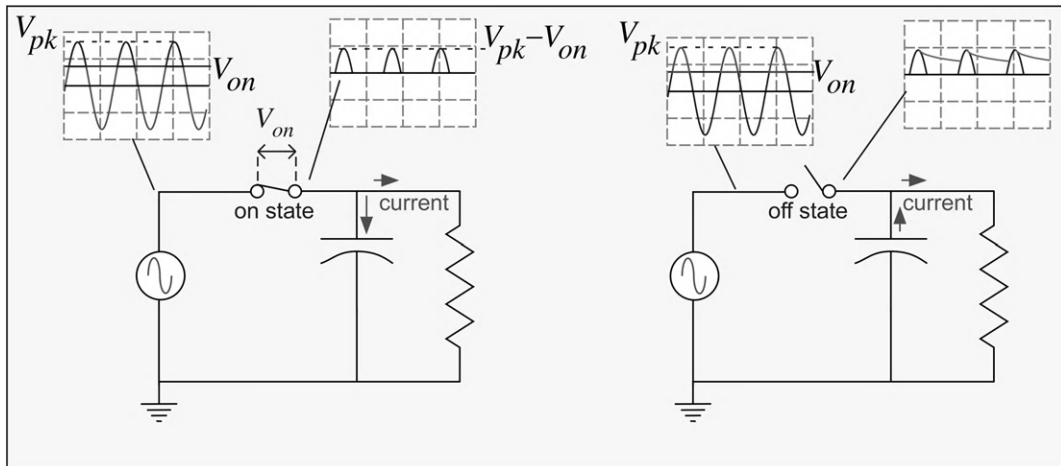 Vpk
Von
Vpk−Von
Von
on state
current
Vpk
Von
off state
current